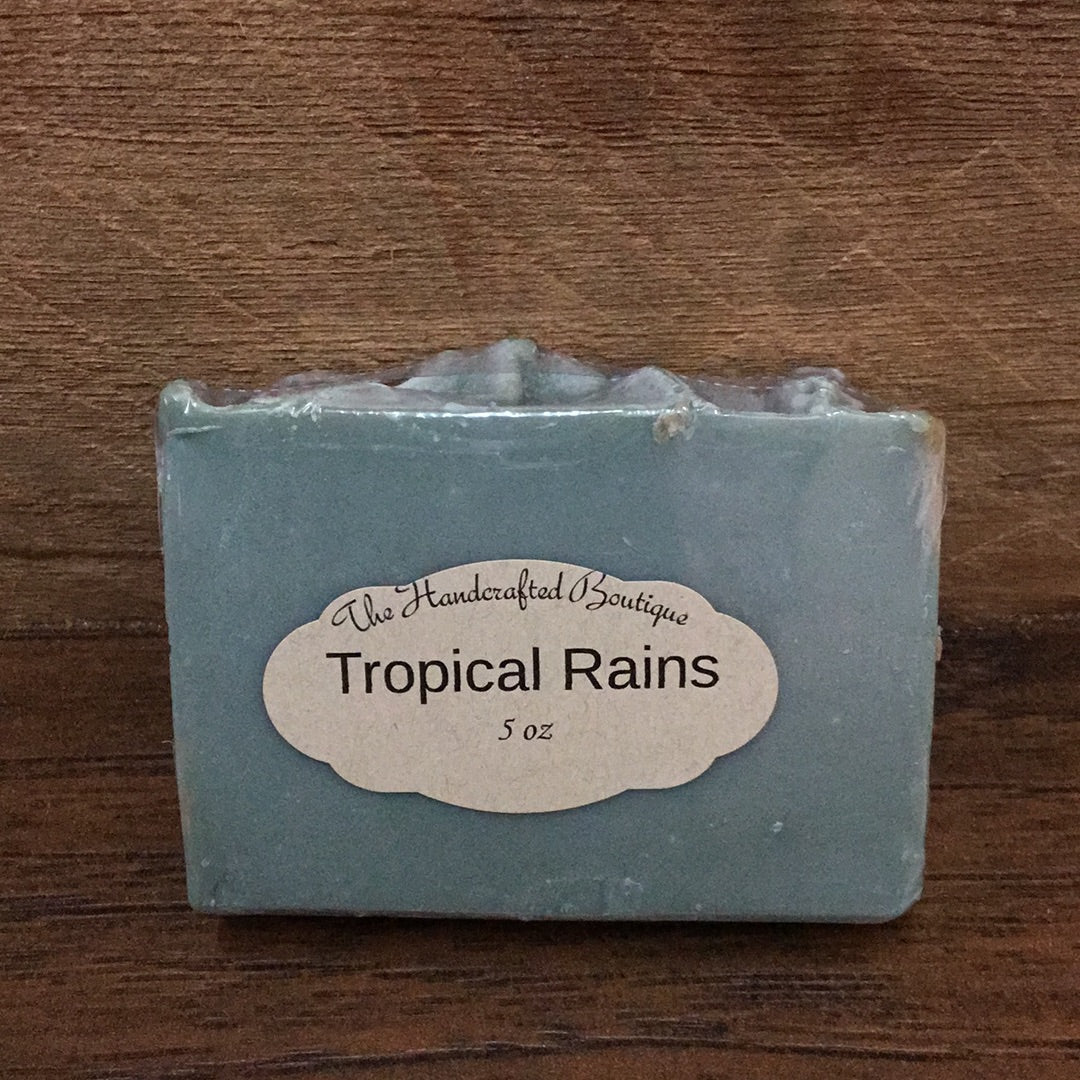 The Handcrafted Boutique
Tropical Rains
5 oz